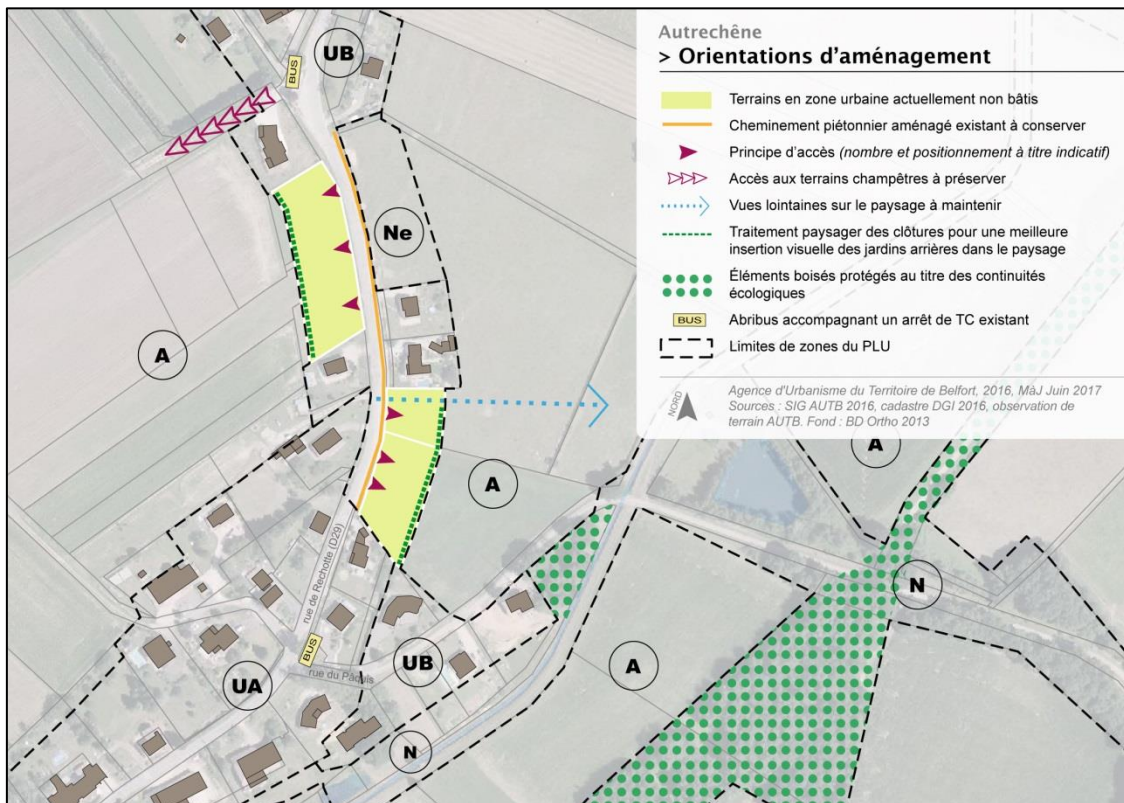 Autrechêne
> Orientations d'aménagement
Terrains en zone urbaine actuellement non bâtis
Cheminement piétonnier aménagé existant à conserver
Principe d'accès (nombre et positionnement à titre indicatif)
Accès aux terrains champêtres à préserver
Vues lointaines sur le paysage à maintenir
Traitement paysager des clôtures pour une meilleure
insertion visuelle des jardins arrières dans le paysage
Éléments boisés protégés au titre des continuités
écologiques
BUS
Abribus accompagnant un arrêt de TC existant
Limites de zones du PLU
NORD
Agence d'Urbanisme du Territoire de Belfort, 2016, MàJ Juin 2017
Sources : SIG AUTB 2016, cadastre DGI 2016, observation de
terrain AUTB. Fond : BD Ortho 2013
UB
BUS
Ne
A
A
A
N
rue de Rechotte (D29)
BUS
rue du Pâquis
UB
UA
A
N